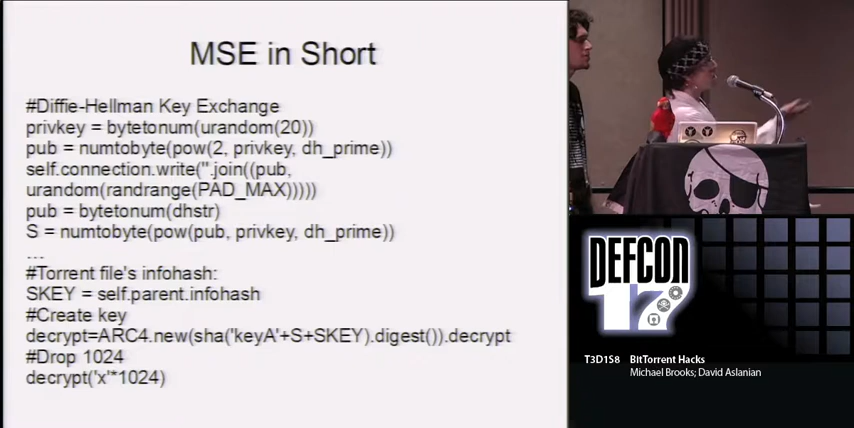 MSE in Short
#Diffie-Hellman Key Exchange
privkey = bytetonum(urandom(20))
pub = numtobyte(pow(2, privkey, dh_prime))
self.connection.write(''.join((pub,
urandom(randrange(PAD_MAX)))))
pub = bytetonum(dhstr)
S = numtobyte(pow(pub, privkey, dh_prime))
...
#Torrent file's infohash:
SKEY = self.parent.infohash
#Create key
decrypt=ARC4.new(sha('keyA'+S+SKEY).digest()).decrypt
#Drop 1024
decrypt('x'*1024)
DEFCON
17
T3D1S8 BitTorrent Hacks
Michael Brooks; David Aslanian